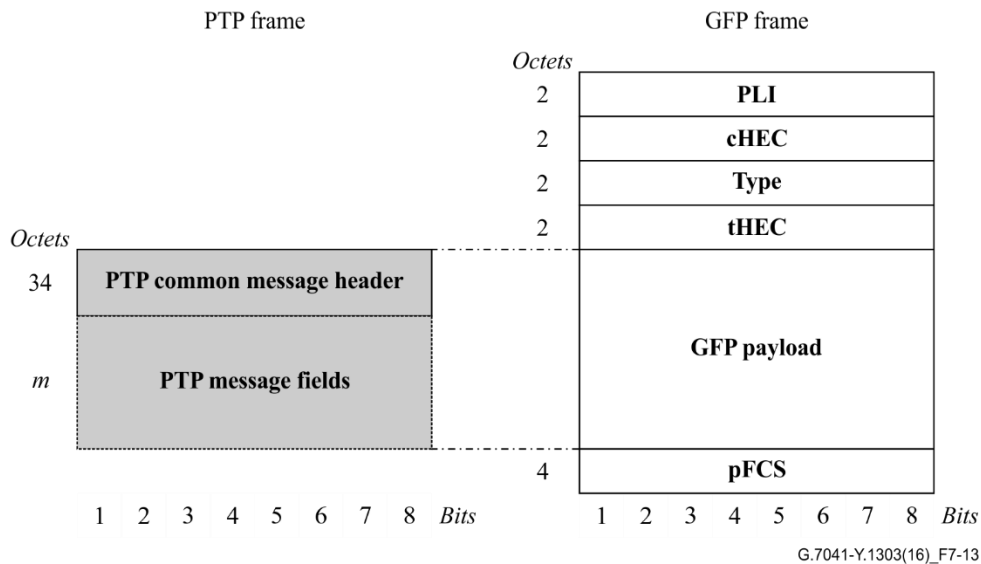 PTP frame
GFP frame
Octets
2 PLI
2 cHEC
2 Type
2 tHEC
Octets
34 PTP common message header
GFP payload
m PTP message fields
4 pFCS
1 2 3 4 5 6 7 8 Bits
1 2 3 4 5 6 7 8 Bits
G.7041-Y.1303(16)_F7-13